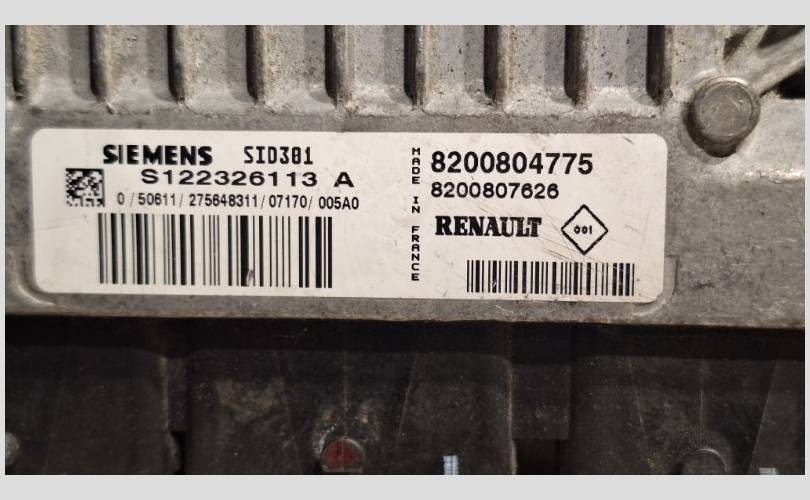 SIEMENS SID301
S122326113 A
0/50611/275648311/07170/005A0
MADE IN FRANCE
8200804775
8200807626
RENAULT 001